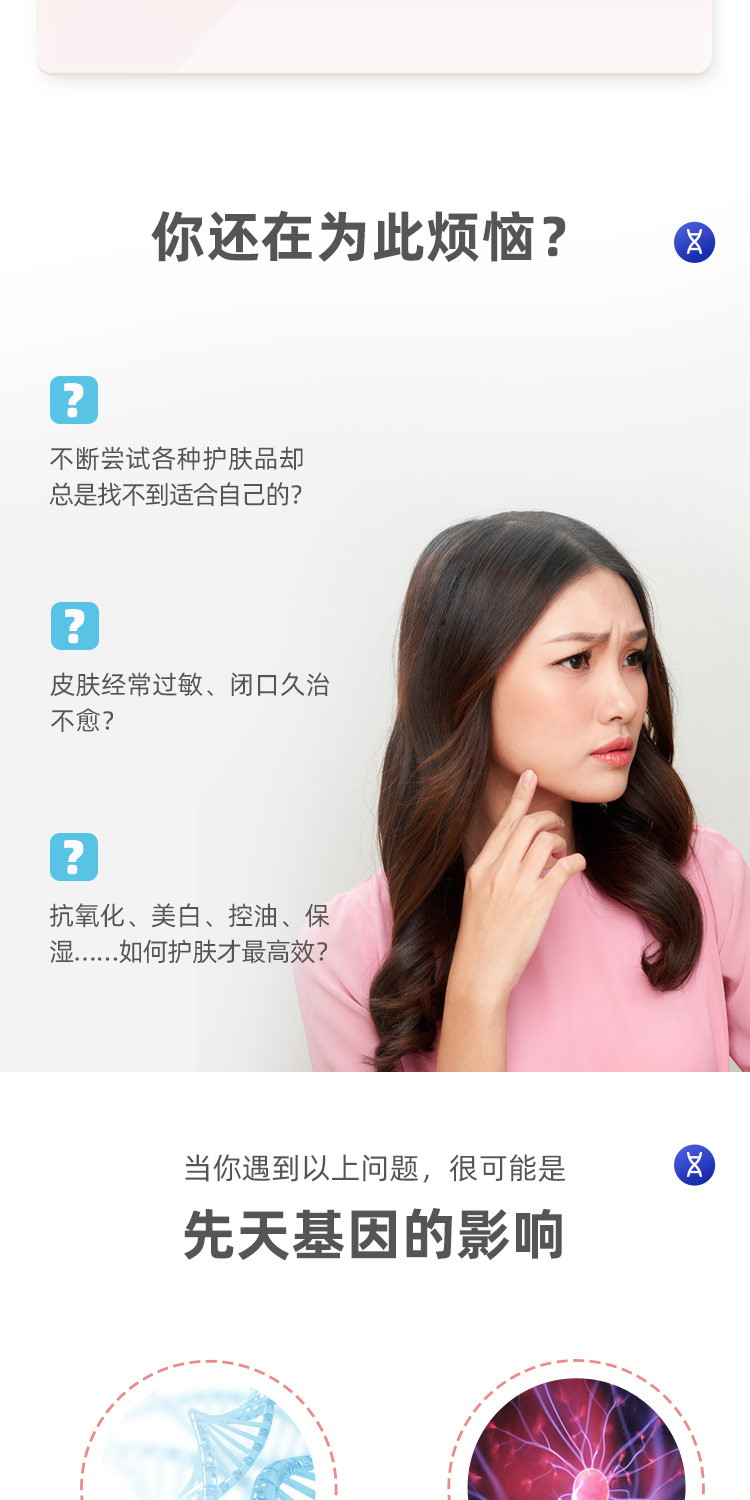 你还在为此烦恼？
?
不断尝试各种护肤品却
总是找不到适合自己的？
?
皮肤经常过敏、闭口久治
不愈？
?
抗氧化、美白、控油、保
湿……如何护肤才最高效？
当你遇到以上问题，很可能是
先天基因的影响